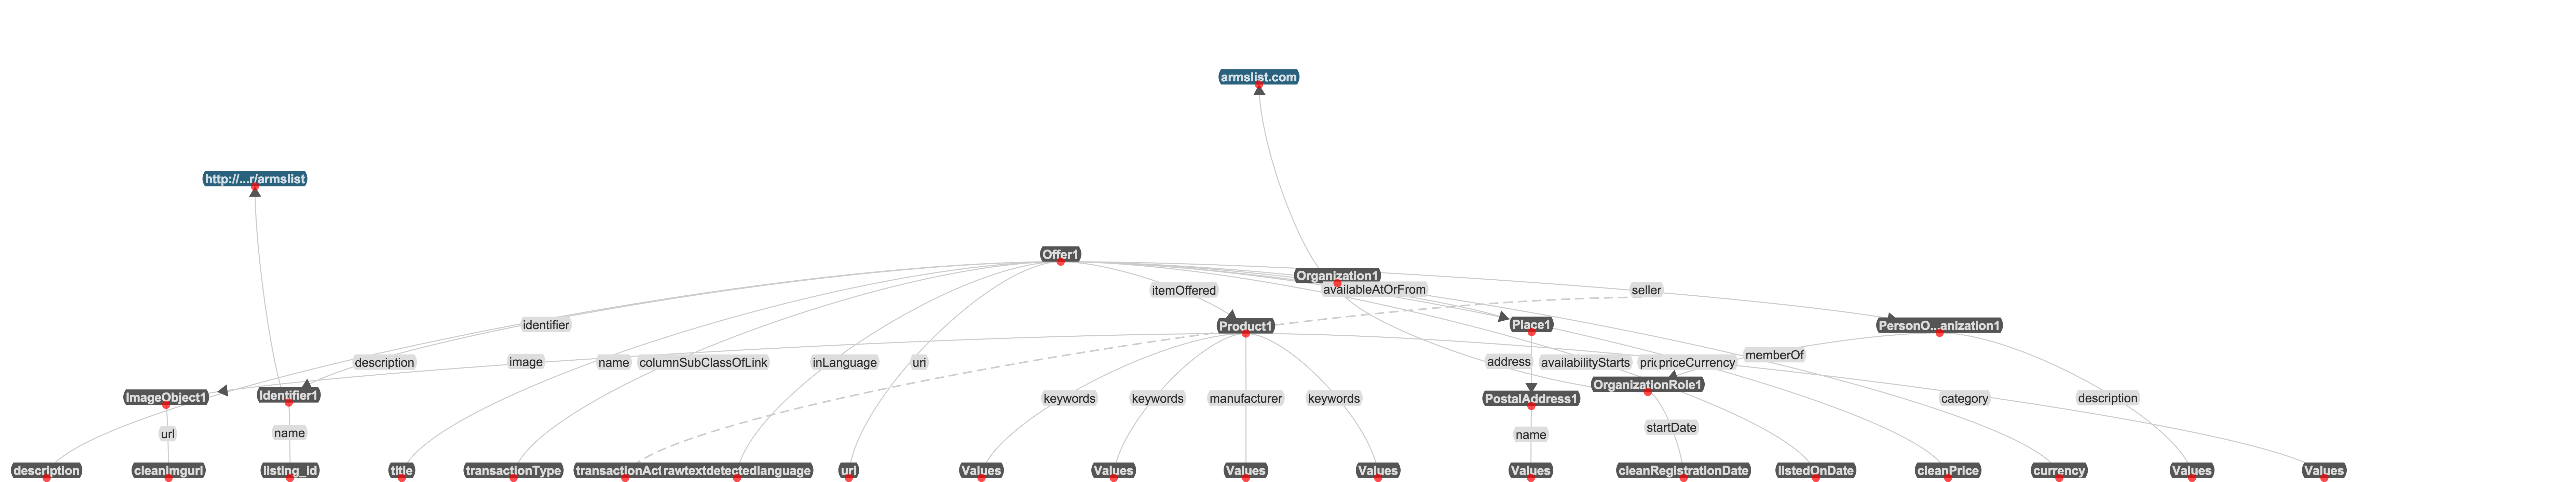 armslist.com
http://...r/armslist
Offer1
Organization1
itemOffered
availableAtOrFrom
seller
identifier
Product1
Place1
PersonO...anization1
description
image
name
columnSubClassOfLink
inLanguage
uri
address
availabilityStarts
priceCurrency
memberOf
ImageObject1
Identifier1
OrganizationRole1
keywords
keywords
manufacturer
keywords
PostalAddress1
category
description
url
name
name
startDate
description
cleanimgurl
listing_id
title
transactionType
rawtextdetectedlanguage
uri
Values
Values
Values
Values
Values
cleanRegistrationDate
listedOnDate
cleanPrice
currency
Values
Values